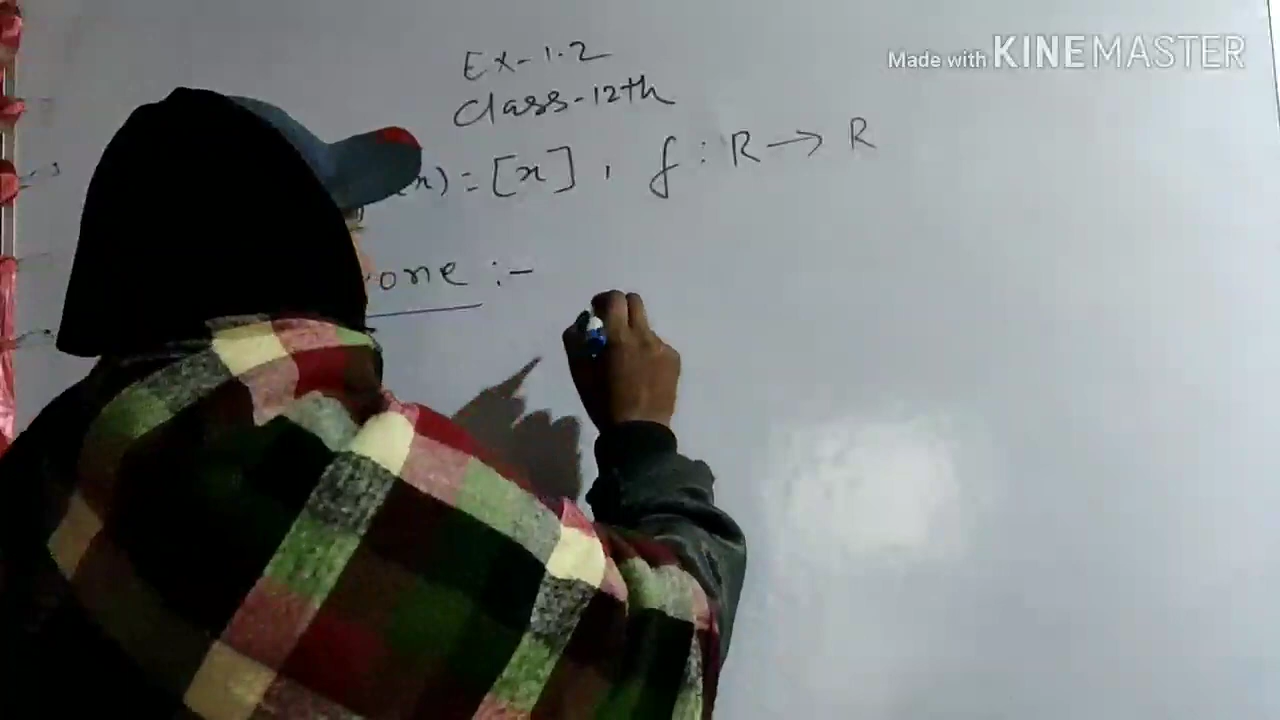 Made with KINEMASTER
Ex-1.2
Class-12th
(x) = [x] , f : R → R
one :-